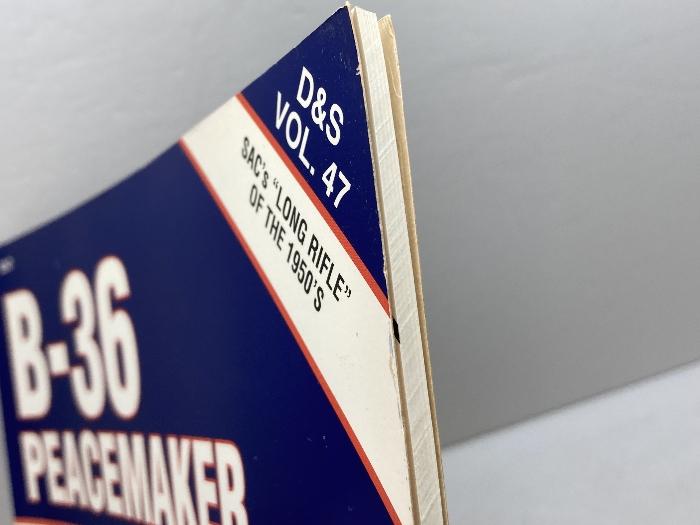 D&S
VOL. 47
SAC's "LONG RIFLE"
OF THE 1950'S
B-36
PEACEMAKER